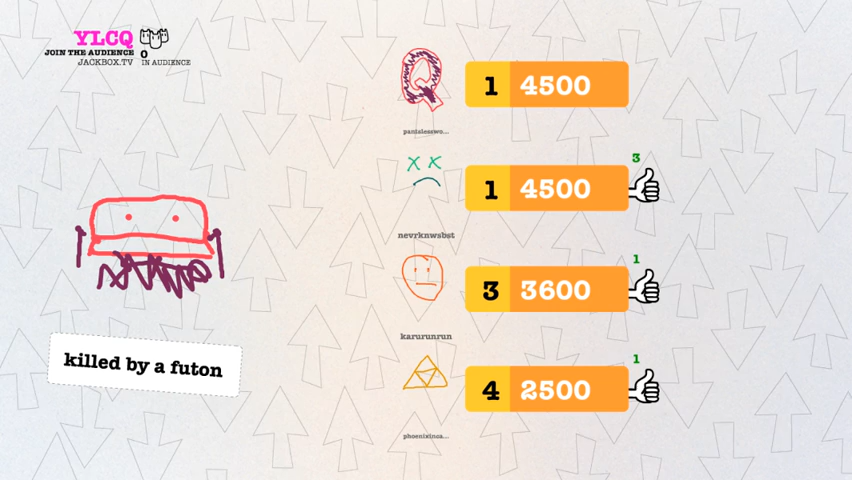 YLCQ
JOIN THE AUDIENCE
JACKBOX.TV
0
IN AUDIENCE
killed by a futon
Q
1 4500
1 4500
3
nevrknwsbst
3 3600
1
karurunrun
4 2500
1